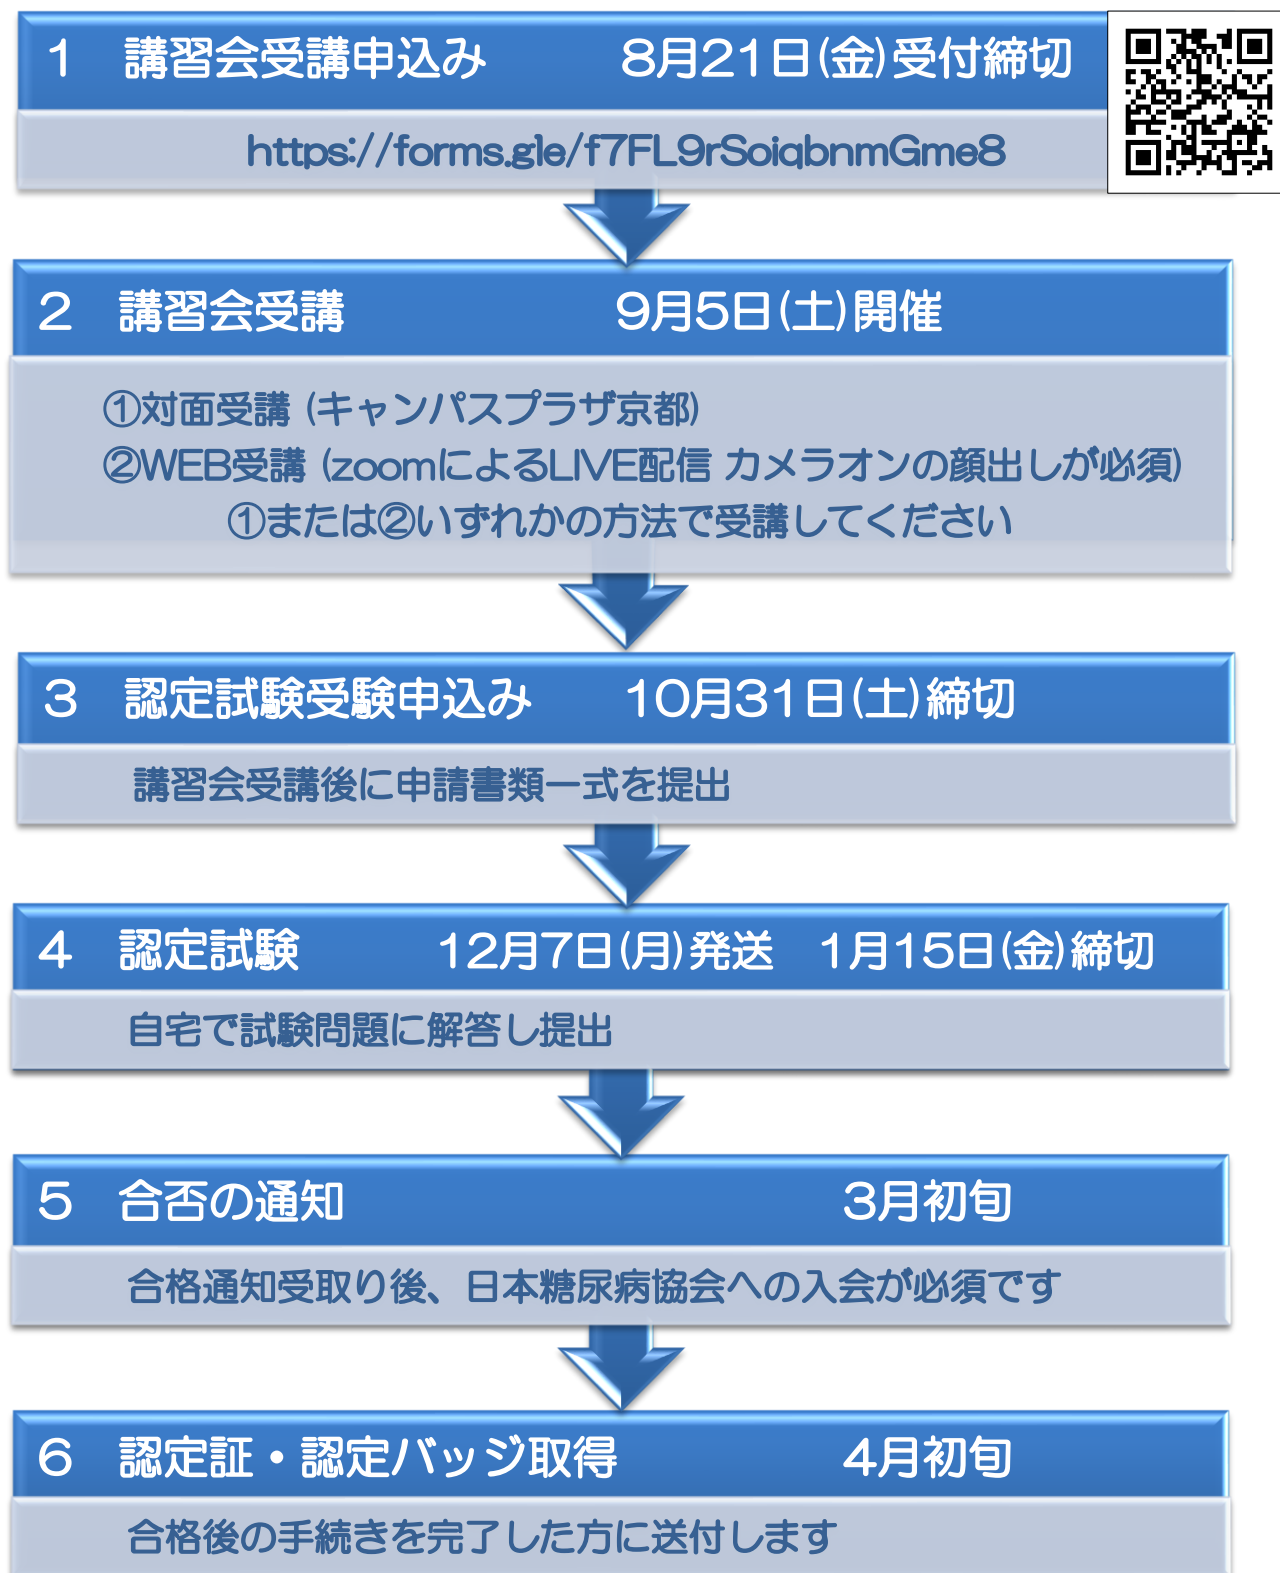 1 講習会受講申込み 8月21日(金)受付締切
https://forms.gle/f7FL9rSoiqbnmGme8
2 講習会受講 9月5日(土)開催
①対面受講 (キャンパスプラザ京都)
②WEB受講 (zoomによるLIVE配信 カメラオンの顔出しが必須)
①または②いずれかの方法で受講してください
3 認定試験受験申込み 10月31日(土)締切
講習会受講後に申請書類一式を提出
4 認定試験 12月7日(月)発送 1月15日(金)締切
自宅で試験問題に解答し提出
5 合否の通知 3月初旬
合格通知受取り後、日本糖尿病協会への入会が必須です
6 認定証・認定バッジ取得 4月初旬
合格後の手続きを完了した方に送付します